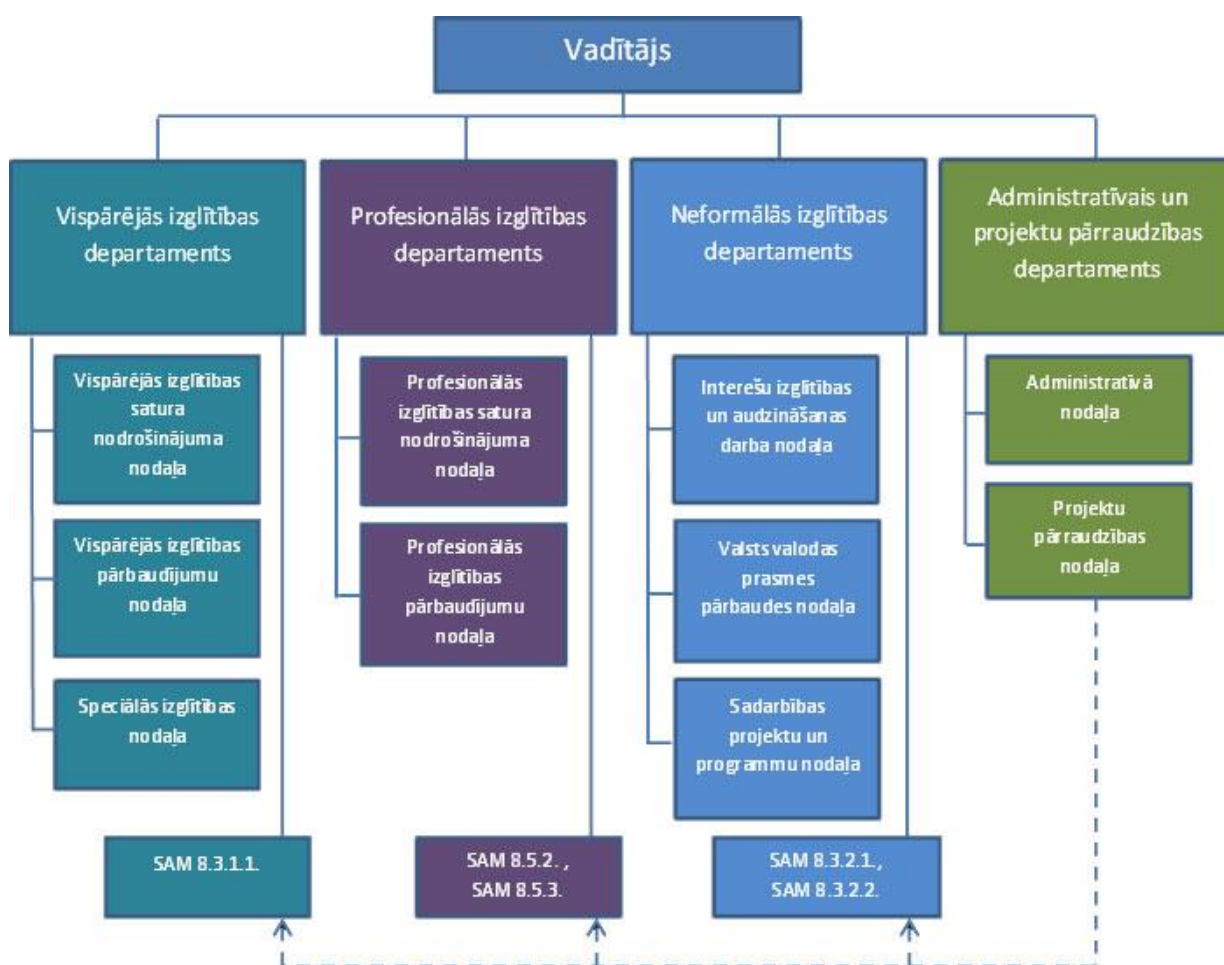 Vadītājs
Vispārējās izglītības
departaments
Profesionālās izglītības
departaments
Neformālās izglītības
departaments
Administratīvais un
projektu pārraudzības
departaments
Vispārējās izglītības
satura
nodrošinājuma
nodaļa
Vispārējās izglītības
pārbaudījumu
nodaļa
Speciālās izglītības
nodaļa
SAM 8.3.1.1.
Profesionālās
izglītības satura
nodrošinājuma
nodaļa
Profesionālās
izglītības
pārbaudījumu
nodaļa
SAM 8.5.2. ,
SAM 8.5.3.
Interešu izglītības
un audzināšanas
darba nodaļa
Valsts valodas
prasmes
pārbaudes nodaļa
Sadarbības
projektu un
programmu nodaļa
SAM 8.3.2.1.,
SAM 8.3.2.2.
Administratīvā
nodaļa
Projektu
pārraudzības
nodaļa